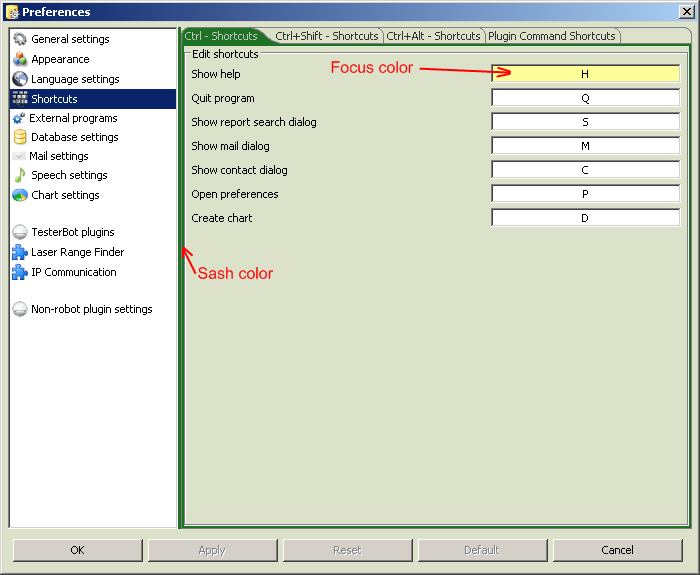 Preferences
General settings
Appearance
Language settings
Shortcuts
External programs
Database settings
Mail settings
Speech settings
Chart settings
TesterBot plugins
Laser Range Finder
IP Communication
Non-robot plugin settings
Ctrl - Shortcuts Ctrl+Shift - Shortcuts Ctrl+Alt - Shortcuts Plugin Command Shortcuts
Edit shortcuts
Show help Focus color H
Quit program Q
Show report search dialog S
Show mail dialog M
Show contact dialog C
Open preferences P
Create chart D
Sash color
OK Apply Reset Default Cancel